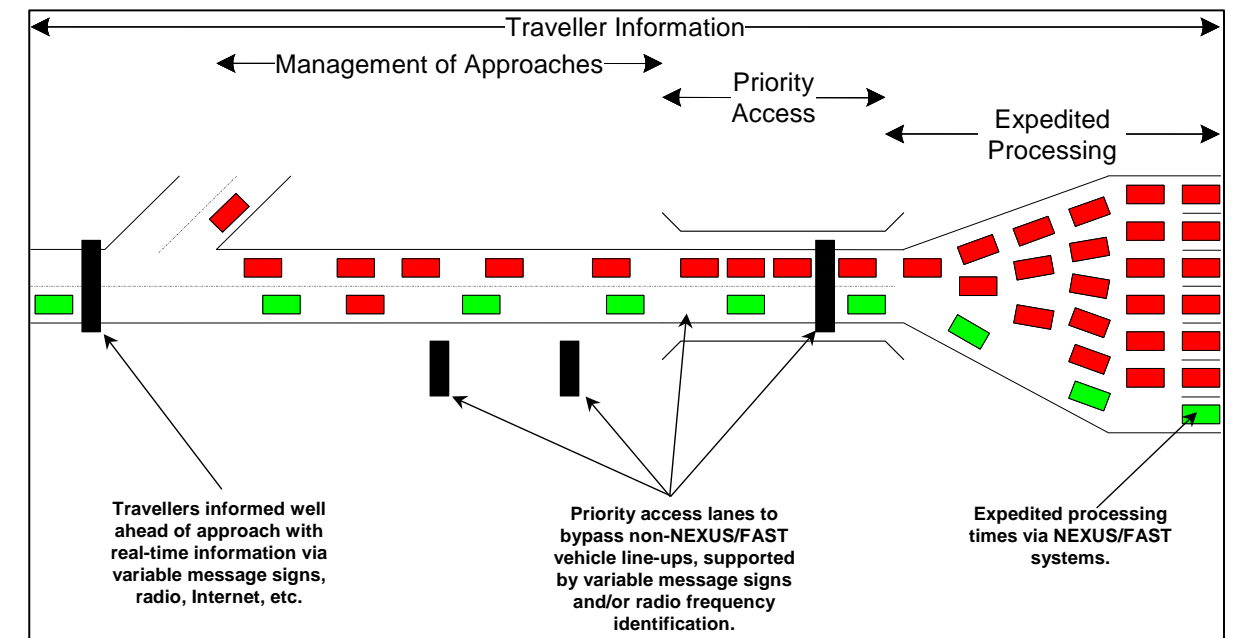 Traveller Information
Management of Approaches
Priority
Access
Expedited
Processing
Travellers informed well
ahead of approach with
real-time information via
variable message signs,
radio, Internet, etc.
Priority access lanes to
bypass non-NEXUS/FAST
vehicle line-ups, supported
by variable message signs
and/or radio frequency
identification.
Expedited processing
times via NEXUS/FAST
systems.